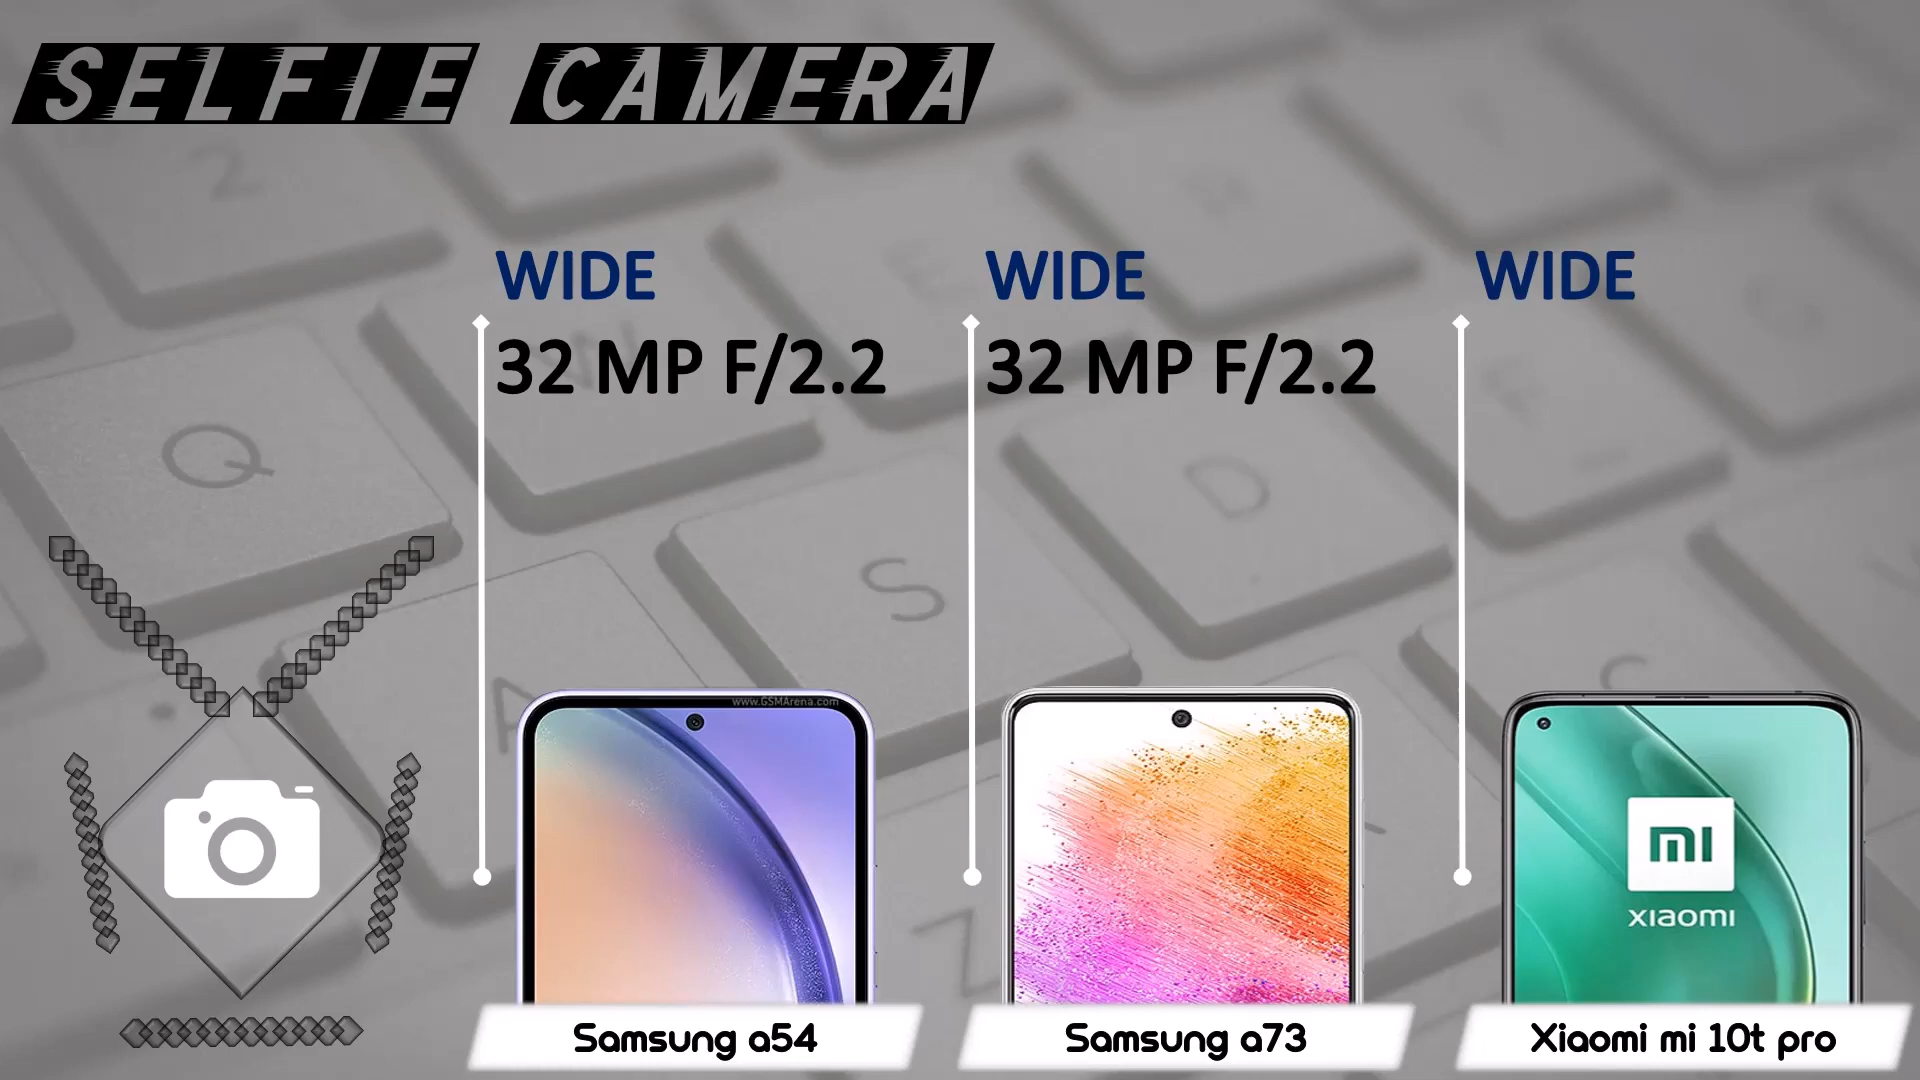 SELFIE CAMERA
WIDE
32 MP F/2.2
WIDE
32 MP F/2.2
WIDE
2
Q
S
D
A
Z
www.GSMArena.com
mi
xiaomi
Samsung a54
Samsung a73
Xiaomi mi 10t pro